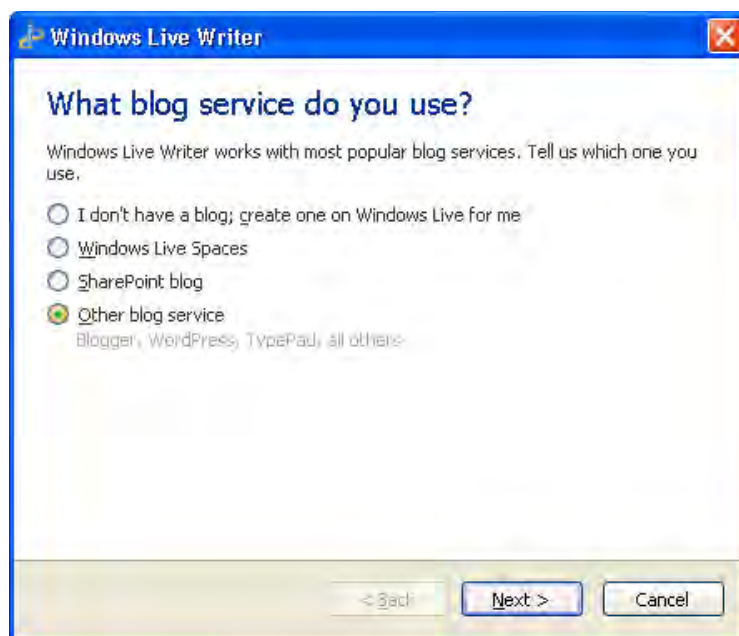 Windows Live Writer
What blog service do you use?
Windows Live Writer works with most popular blog services. Tell us which one you
use.
I don't have a blog; create one on Windows Live for me
Windows Live Spaces
SharePoint blog
Other blog service
Blogger, WordPress, TypePad, all others
< Back Next > Cancel